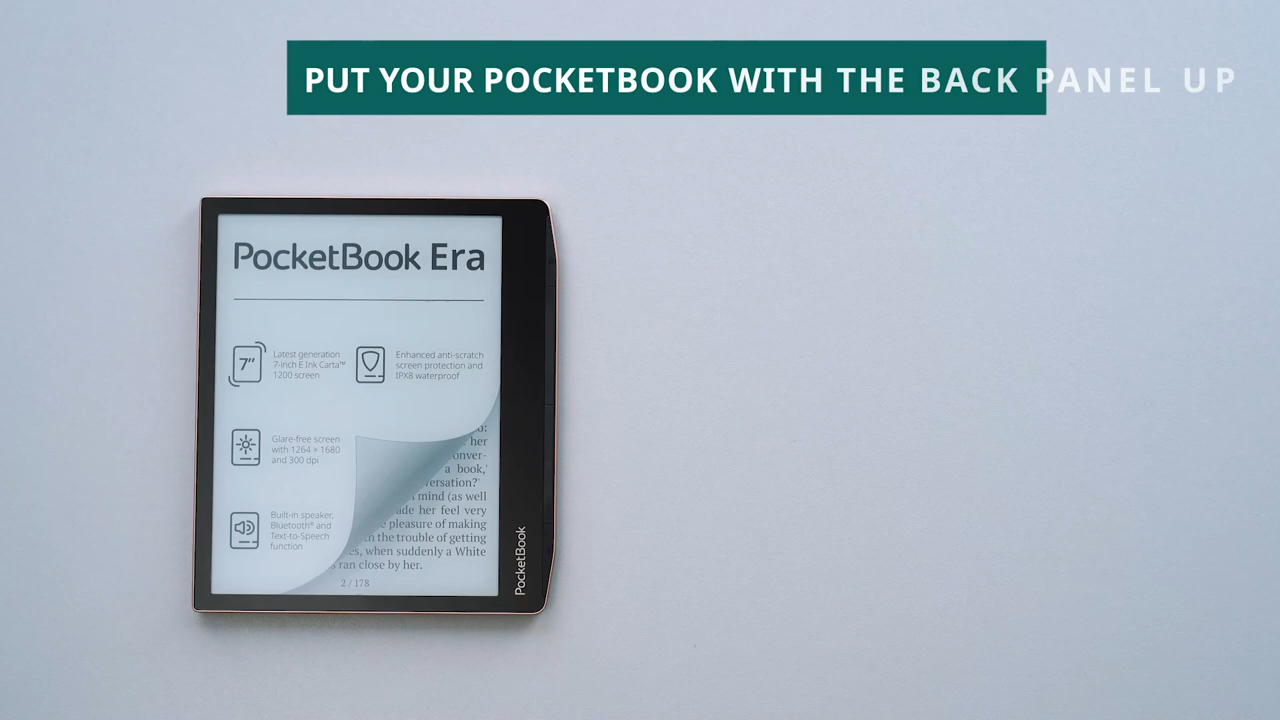 PUT YOUR POCKETBOOK WITH THE BACK PANEL UP
PocketBook Era
7"
Latest generation
7-inch E Ink Carta™
1200 screen
Enhanced anti-scratch
screen protection and
IPX8 waterproof
Glare-free screen
with 1264 × 1680
and 300 dpi
Built-in speaker,
Bluetooth® and
Text-to-Speech
function
her
a book,'
mind (as well
her feel very
pleasure of making
the trouble of getting
when suddenly a White
ran close by her.
2 / 178
PocketBook